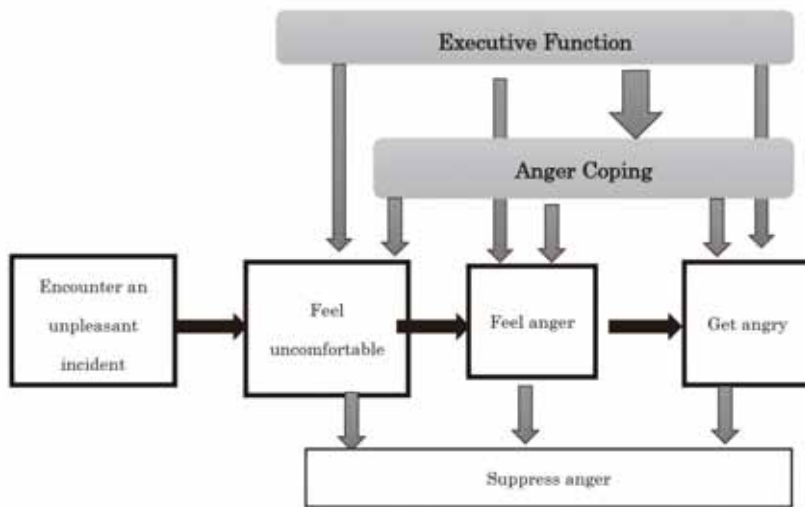 Executive Function
Anger Coping
Encounter an
unpleasant
incident
Feel
uncomfortable
Feel anger
Get angry
Suppress anger